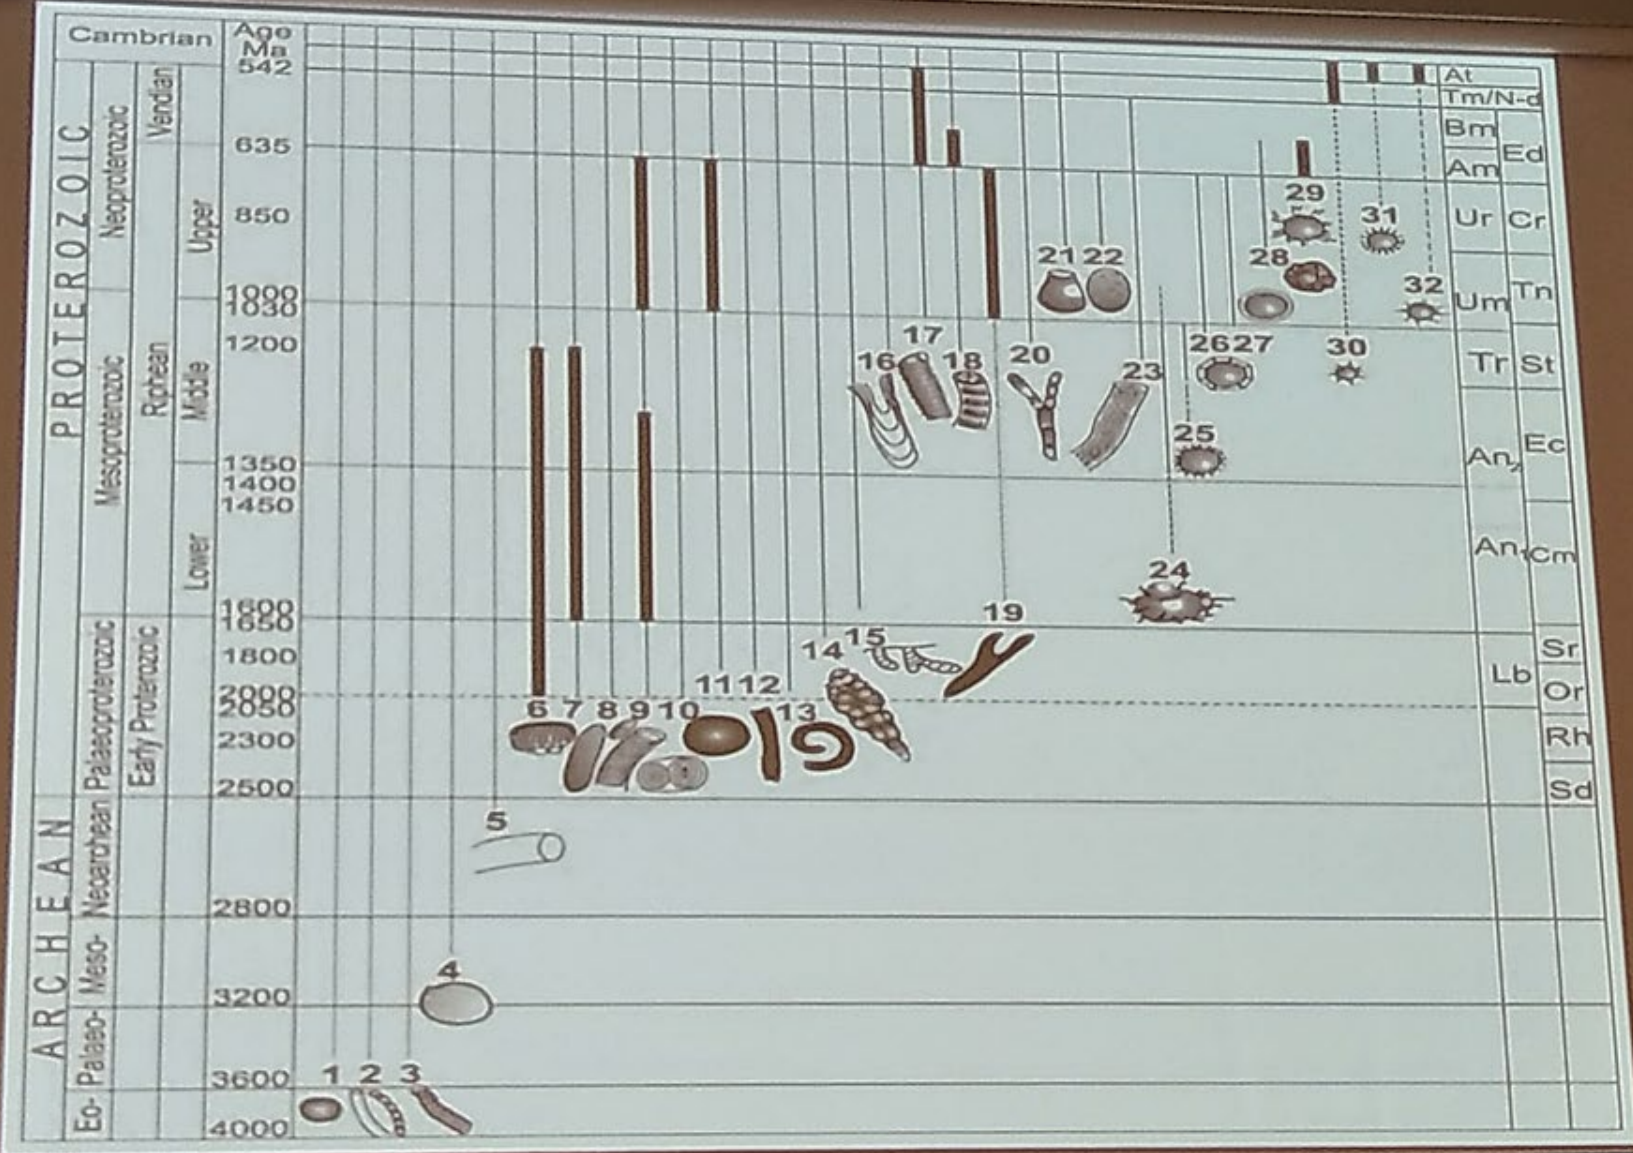 Cambrian
Age
Ma
542
635
850
1000
1030
1200
1350
1400
1450
1600
1650
1800
2000
2050
2300
2500
2800
3200
3600
4000
PROTEROZOIC
ARCHEAN
Neoproterozoic
Mesoproterozoic
Palaeoproterozoic
Neoarchean
Meso-
Palaeo-
Eo-
Vendian
Riphean
Early Proterozoic
Upper
Middle
Lower
1
2
3
4
5
6
7
8
9
10
11
12
13
14
15
16
17
18
19
20
21
22
23
24
25
26
27
28
29
30
31
32
At
Tm/N-d
Bm
Am
Ed
Ur
Cr
Um
Tn
Tr
St
An₂
Ec
An₁
Cm
Lb
Sr
Or
Rh
Sd